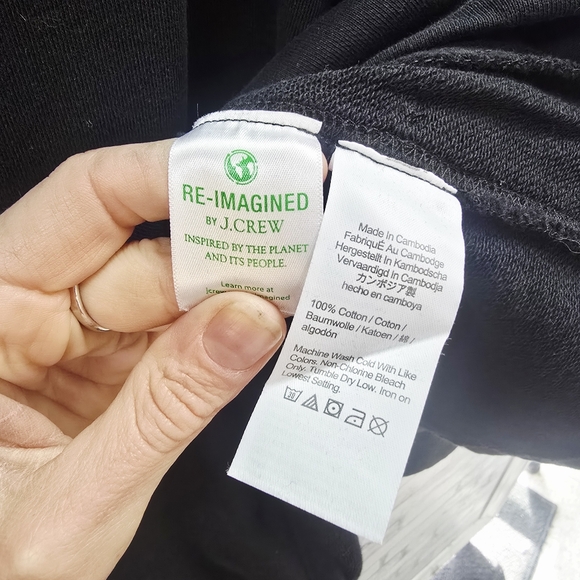 RE-IMAGINED
BY J.CREW
INSPIRED BY THE PLANET
AND ITS PEOPLE.
Learn more at
jcrew imagined
Made In Cambodia
FabriquÉ Au Cambodge
Hergestellt In Kambodscha
Vervaardigd In Cambodja
カンボジア製
hecho en camboya
100% Cotton / Coton /
Baumwolle / Katoen / 綿 /
algodón
Machine Wash Cold With Like
Colors. Non-Chlorine Bleach
Only. Tumble Dry Low. Iron on
Lowest Setting.
30